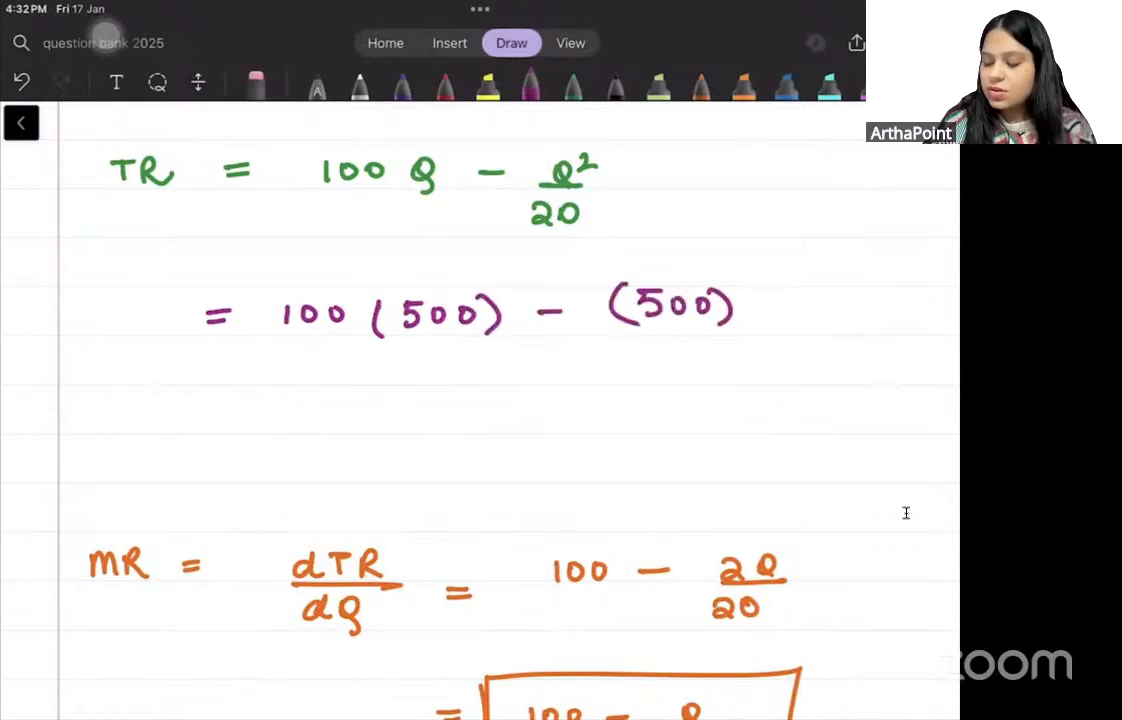 4:32 PM Fri 17 Jan
question bank 2025
Home Insert Draw View
T
A
ArthaPoint
TR = 100 Q - Q²/20
= 100 (500) - (500)
MR = dTR/dQ = 100 - 2Q/20
= 100 - Q
zoom